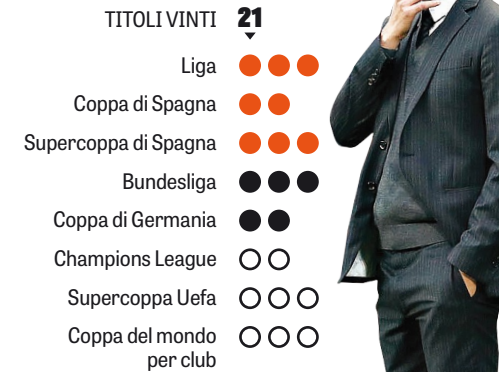 TITOLI VINTI 21
Liga
Coppa di Spagna
Supercoppa di Spagna
Bundesliga
Coppa di Germania
Champions League
Supercoppa Uefa
Coppa del mondo
per club